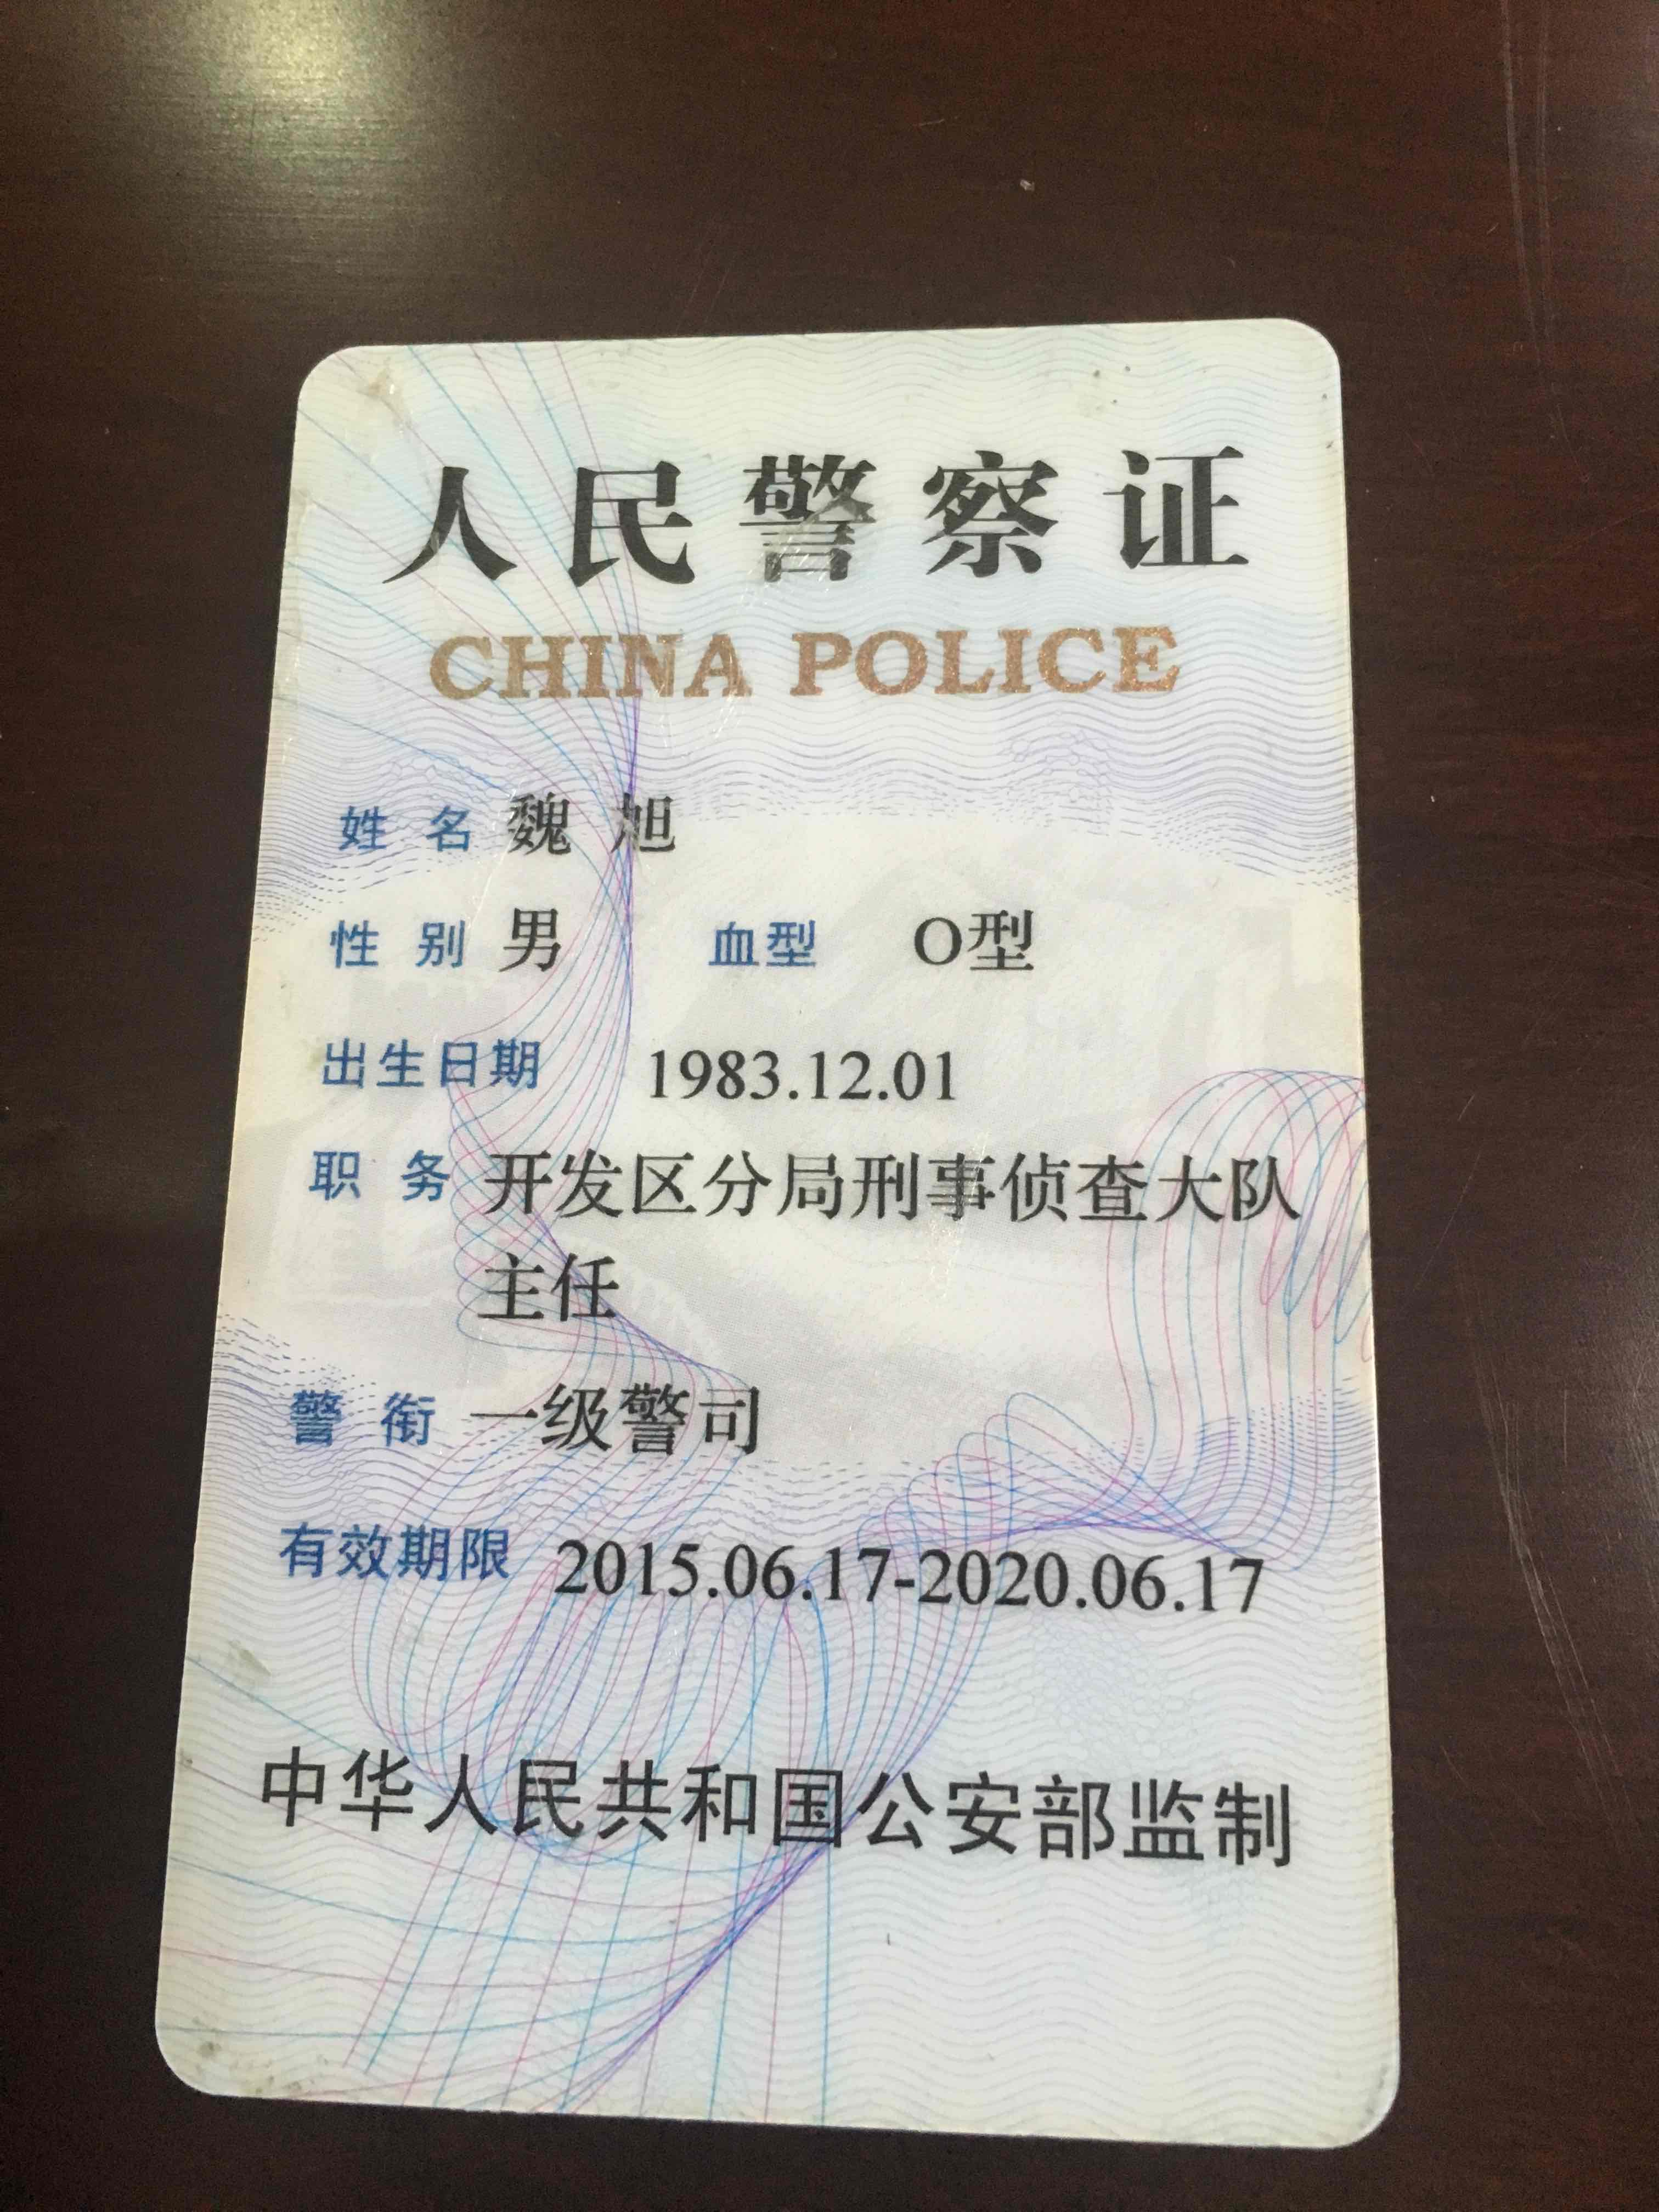 人民警察证
CHINA POLICE
姓 名 魏 旭
性 别 男 血型 O型
出生日期 1983.12.01
职 务 开发区分局刑事侦查大队
主任
警 衔 一级警司
有效期限 2015.06.17-2020.06.17
中华人民共和国公安部监制